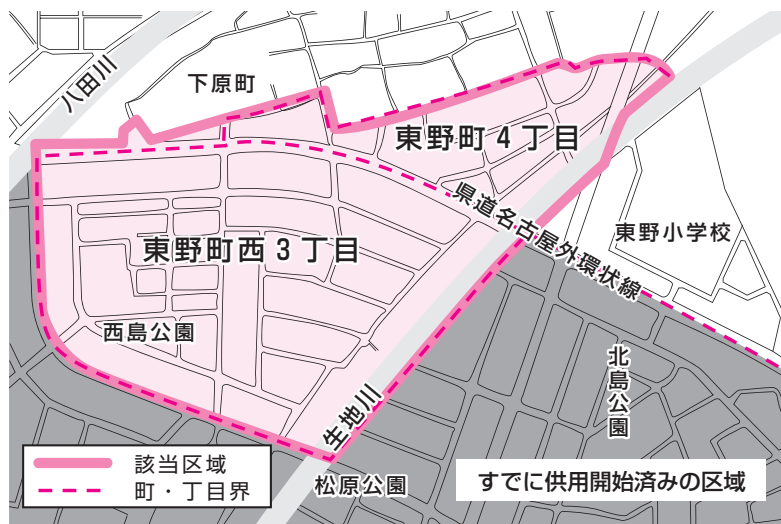 八田川
下原町
東野町4丁目
県道名古屋外環状線
東野小学校
東野町西3丁目
西島公園
北島公園
生地川
松原公園
該当区域
町・丁目界
すでに供用開始済みの区域